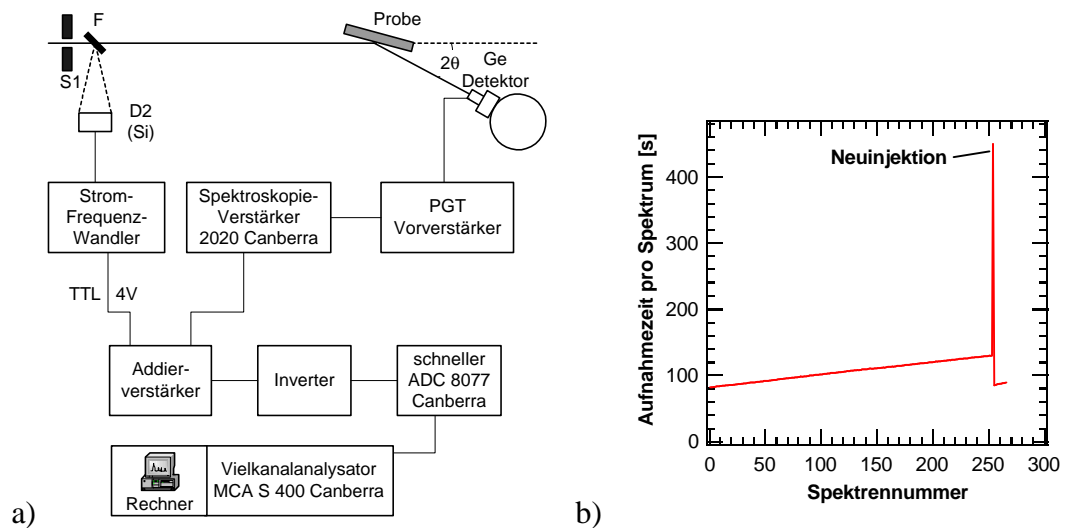 F
S1
D2
(Si)
Probe
2θ
Ge
Detektor
Strom-
Frequenz-
Wandler
Spektroskopie-
Verstärker
2020 Canberra
PGT
Vorverstärker
TTL 4V
Addier-
verstärker
Inverter
schneller
ADC 8077
Canberra
Rechner
Vielkanalanalysator
MCA S 400 Canberra
a)
Aufnahmezeit pro Spektrum [s]
400
300
200
100
0
Neuinjektion
0 50 100 150 200 250 300
Spektrennummer
b)